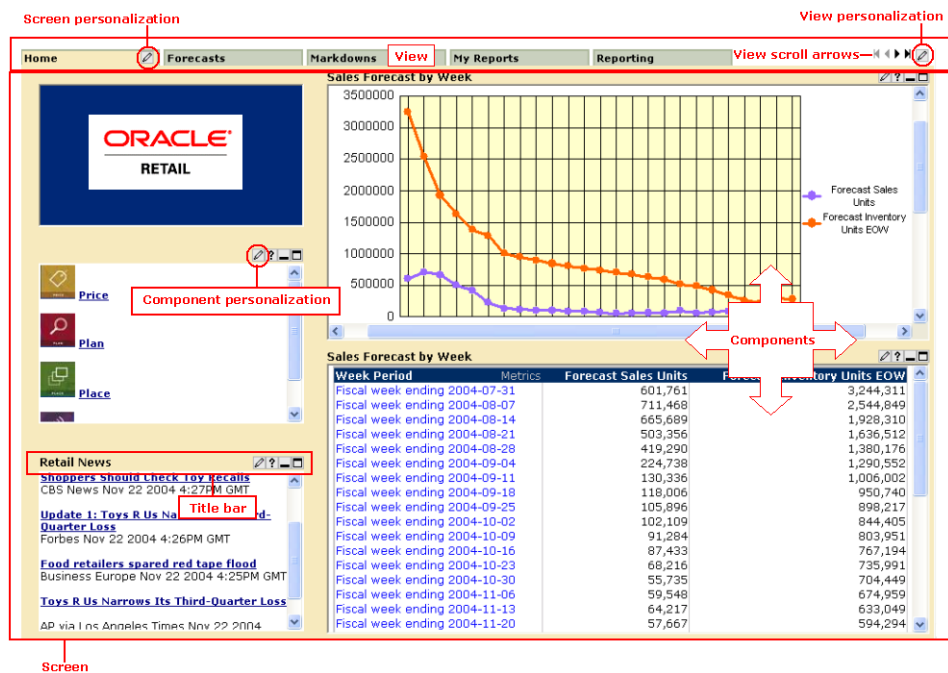 Screen personalization
View personalization
Home
Forecasts
Markdowns
View
My Reports
Reporting
View scroll arrows
ORACLE
RETAIL
?
Component personalization
Price
Plan
Place
Retail News
?
Shoppers Should Check Toy Recalls
CBS News Nov 22 2004 4:27PM GMT
Title bar
Update 1: Toys R Us
Quarter Loss
Forbes Nov 22 2004 4:26PM GMT
Food retailers spared red tape flood
Business Europe Nov 22 2004 4:25PM GMT
Toys R Us Narrows Its Third-Quarter Loss
AP via Los Angeles Times Nov 22 2004
Sales Forecast by Week
?
3500000
3000000
2500000
2000000
1500000
1000000
500000
0
Forecast Sales
Units
Forecast Inventory
Units EOW
Components
Sales Forecast by Week
?
Week Period Metrics Forecast Sales Units Units EOW
Fiscal week ending 2004-07-31 601,761 3,244,311
Fiscal week ending 2004-08-07 711,468 2,544,849
Fiscal week ending 2004-08-14 665,689 1,928,310
Fiscal week ending 2004-08-21 503,356 1,636,512
Fiscal week ending 2004-08-28 419,290 1,380,176
Fiscal week ending 2004-09-04 224,738 1,290,552
Fiscal week ending 2004-09-11 130,336 1,006,002
Fiscal week ending 2004-09-18 118,006 950,740
Fiscal week ending 2004-09-25 105,896 898,217
Fiscal week ending 2004-10-02 102,109 844,405
Fiscal week ending 2004-10-09 91,284 803,951
Fiscal week ending 2004-10-16 87,433 767,194
Fiscal week ending 2004-10-23 68,216 735,991
Fiscal week ending 2004-10-30 55,735 704,449
Fiscal week ending 2004-11-06 59,548 674,959
Fiscal week ending 2004-11-13 64,217 633,049
Fiscal week ending 2004-11-20 57,667 594,294
Screen